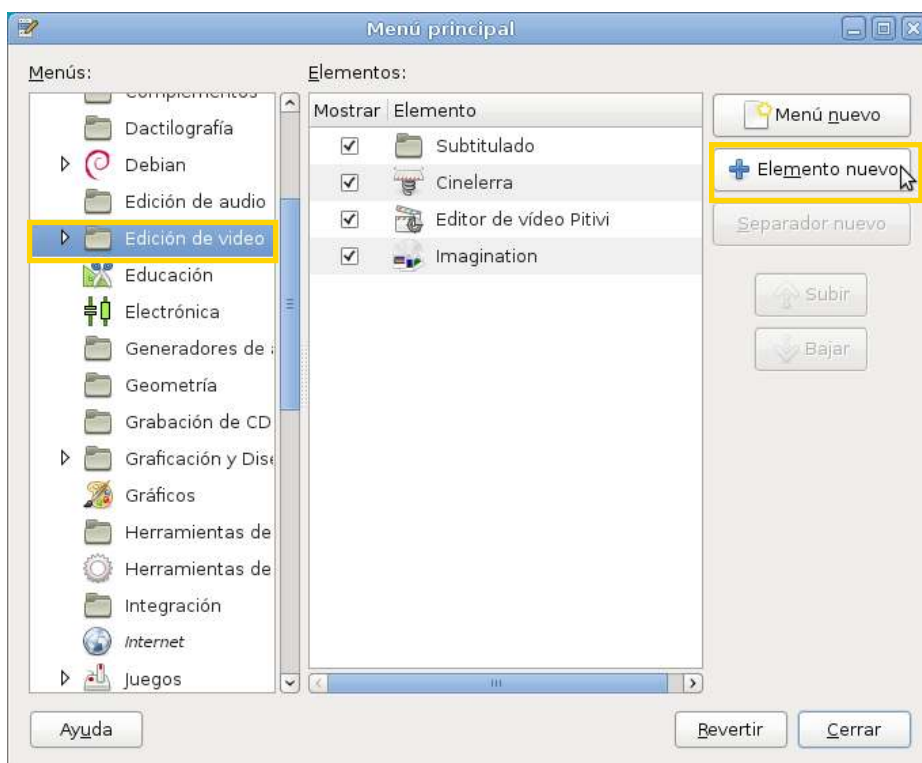 Menú principal
Menús:
Elementos:
Complementos
Dactilografía
Debian
Edición de audio
Edición de video
Educación
Electrónica
Generadores de
Geometría
Grabación de CD
Graficación y Dise
Gráficos
Herramientas de
Herramientas de
Integración
Internet
Juegos
Mostrar Elemento
Subtitulado
Cinelerra
Editor de vídeo Pitivi
Imagination
Menú nuevo
Elemento nuevo
Separador nuevo
Subir
Bajar
Ayuda
Revertir
Cerrar